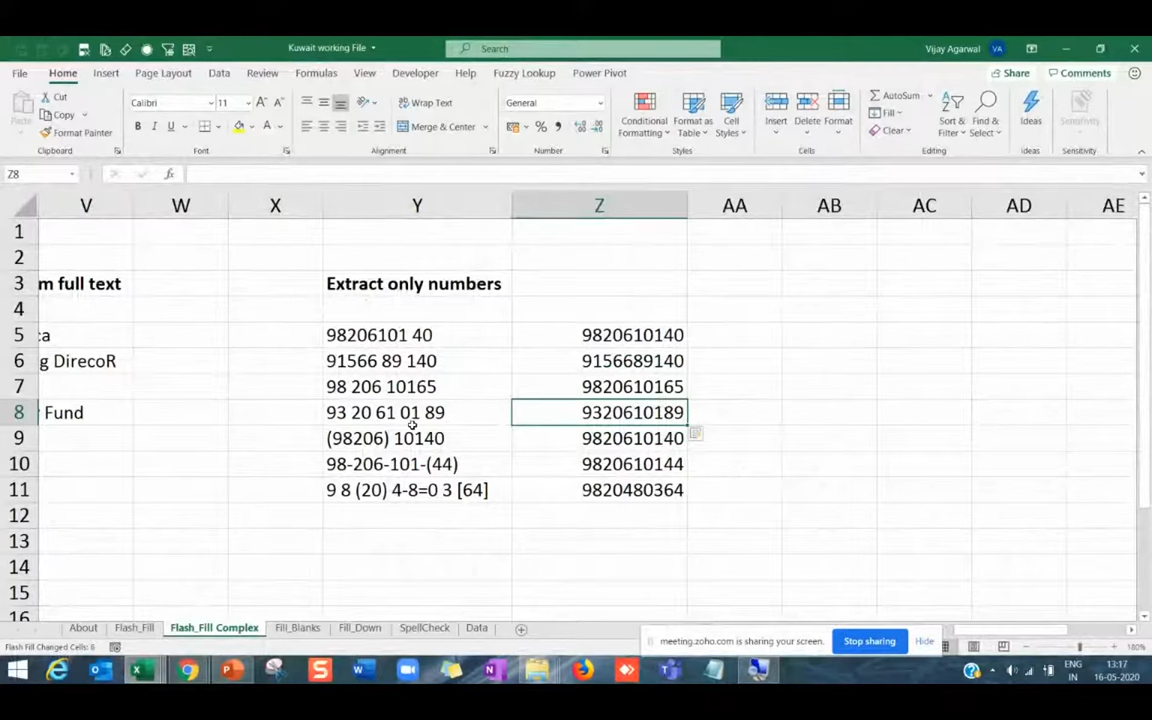 Kuwait working File
Search
Vijay Agarwal VA
File Home Insert Page Layout Data Review Formulas View Developer Help Fuzzy Lookup Power Pivot Share Comments
Cut
Copy
Format Painter
Paste
Clipboard
Calibri 11
B I U
Font
Wrap Text
Merge & Center
Alignment
General
Number
Conditional Formatting
Format as Table
Cell Styles
Styles
Insert Delete Format
Cells
AutoSum
Fill
Clear
Sort & Filter
Find & Select
Editing
Ideas
Ideas
Sensitivity
Sensitivity
Z8 fx
V W X Y Z AA AB AC AD AE
1
2
3 m full text Extract only numbers
4
5 ca 98206101 40 9820610140
6 g DirecoR 91566 89 140 9156689140
7 98 206 10165 9820610165
8 Fund 93 20 61 01 89 9320610189
9 (98206) 10140 9820610140
10 98-206-101-(44) 9820610144
11 9 8 (20) 4-8=0 3 [64] 9820480364
12
13
14
15
16
About Flash_Fill Flash_Fill Complex Fill_Blanks Fill_Down SpellCheck Data
meeting.zoho.com is sharing your screen. Stop sharing Hide
Flash Fill Changed Cells: 6
180%
ENG
IN
13:17
16-05-2020